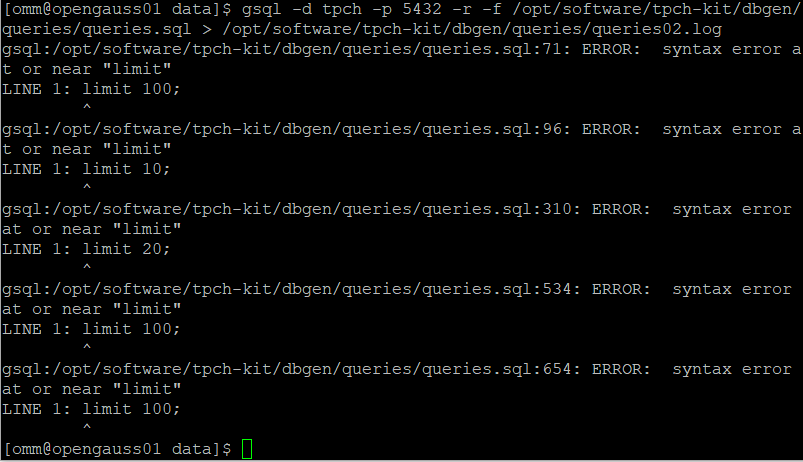 [omm@opengauss01 data]$ gsql -d tpch -p 5432 -r -f /opt/software/tpch-kit/dbgen/
queries/queries.sql > /opt/software/tpch-kit/dbgen/queries/queries02.log
gsql:/opt/software/tpch-kit/dbgen/queries/queries.sql:71: ERROR:  syntax error a
t or near "limit"
LINE 1: limit 100;
        ^
gsql:/opt/software/tpch-kit/dbgen/queries/queries.sql:96: ERROR:  syntax error a
t or near "limit"
LINE 1: limit 10;
        ^
gsql:/opt/software/tpch-kit/dbgen/queries/queries.sql:310: ERROR:  syntax error
at or near "limit"
LINE 1: limit 20;
        ^
gsql:/opt/software/tpch-kit/dbgen/queries/queries.sql:534: ERROR:  syntax error
at or near "limit"
LINE 1: limit 100;
        ^
gsql:/opt/software/tpch-kit/dbgen/queries/queries.sql:654: ERROR:  syntax error
at or near "limit"
LINE 1: limit 100;
        ^
[omm@opengauss01 data]$